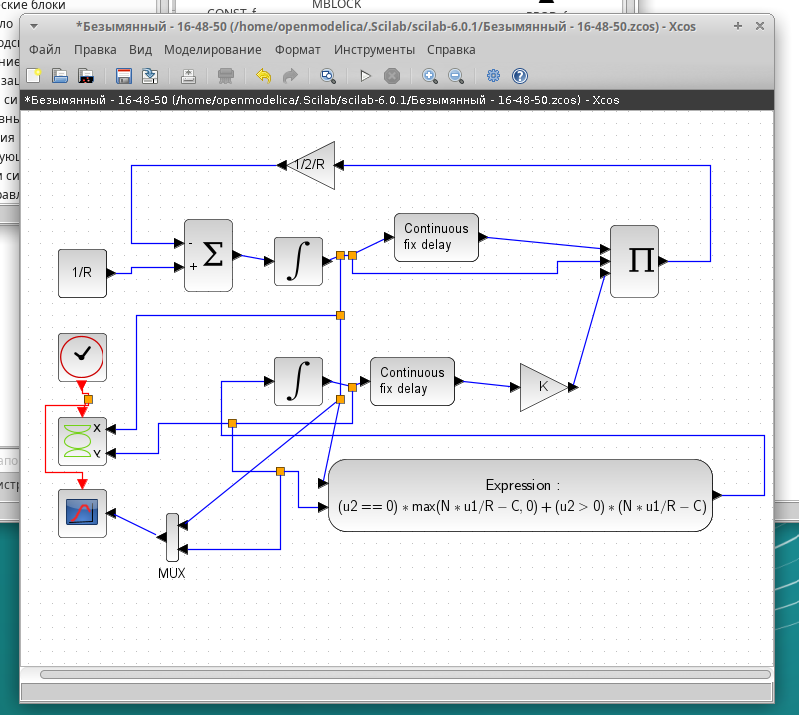 ские блоки
CONST_f
MBLOCK
*Безымянный - 16-48-50 (/home/openmodelica/.Scilab/scilab-6.0.1/Безымянный - 16-48-50.zcos) - Xcos
Файл Правка Вид Моделирование Формат Инструменты Справка
*Безымянный - 16-48-50 (/home/openmodelica/.Scilab/scilab-6.0.1/Безымянный - 16-48-50.zcos) - Xcos
1/2/R
Continuous
fix delay
1/R
-
+
Σ
∫
Π
∫
Continuous
fix delay
K
X
Y
Expression :
(u2 == 0) ∗ max(N ∗ u1/R − C, 0) + (u2 > 0) ∗ (N ∗ u1/R − C)
MUX